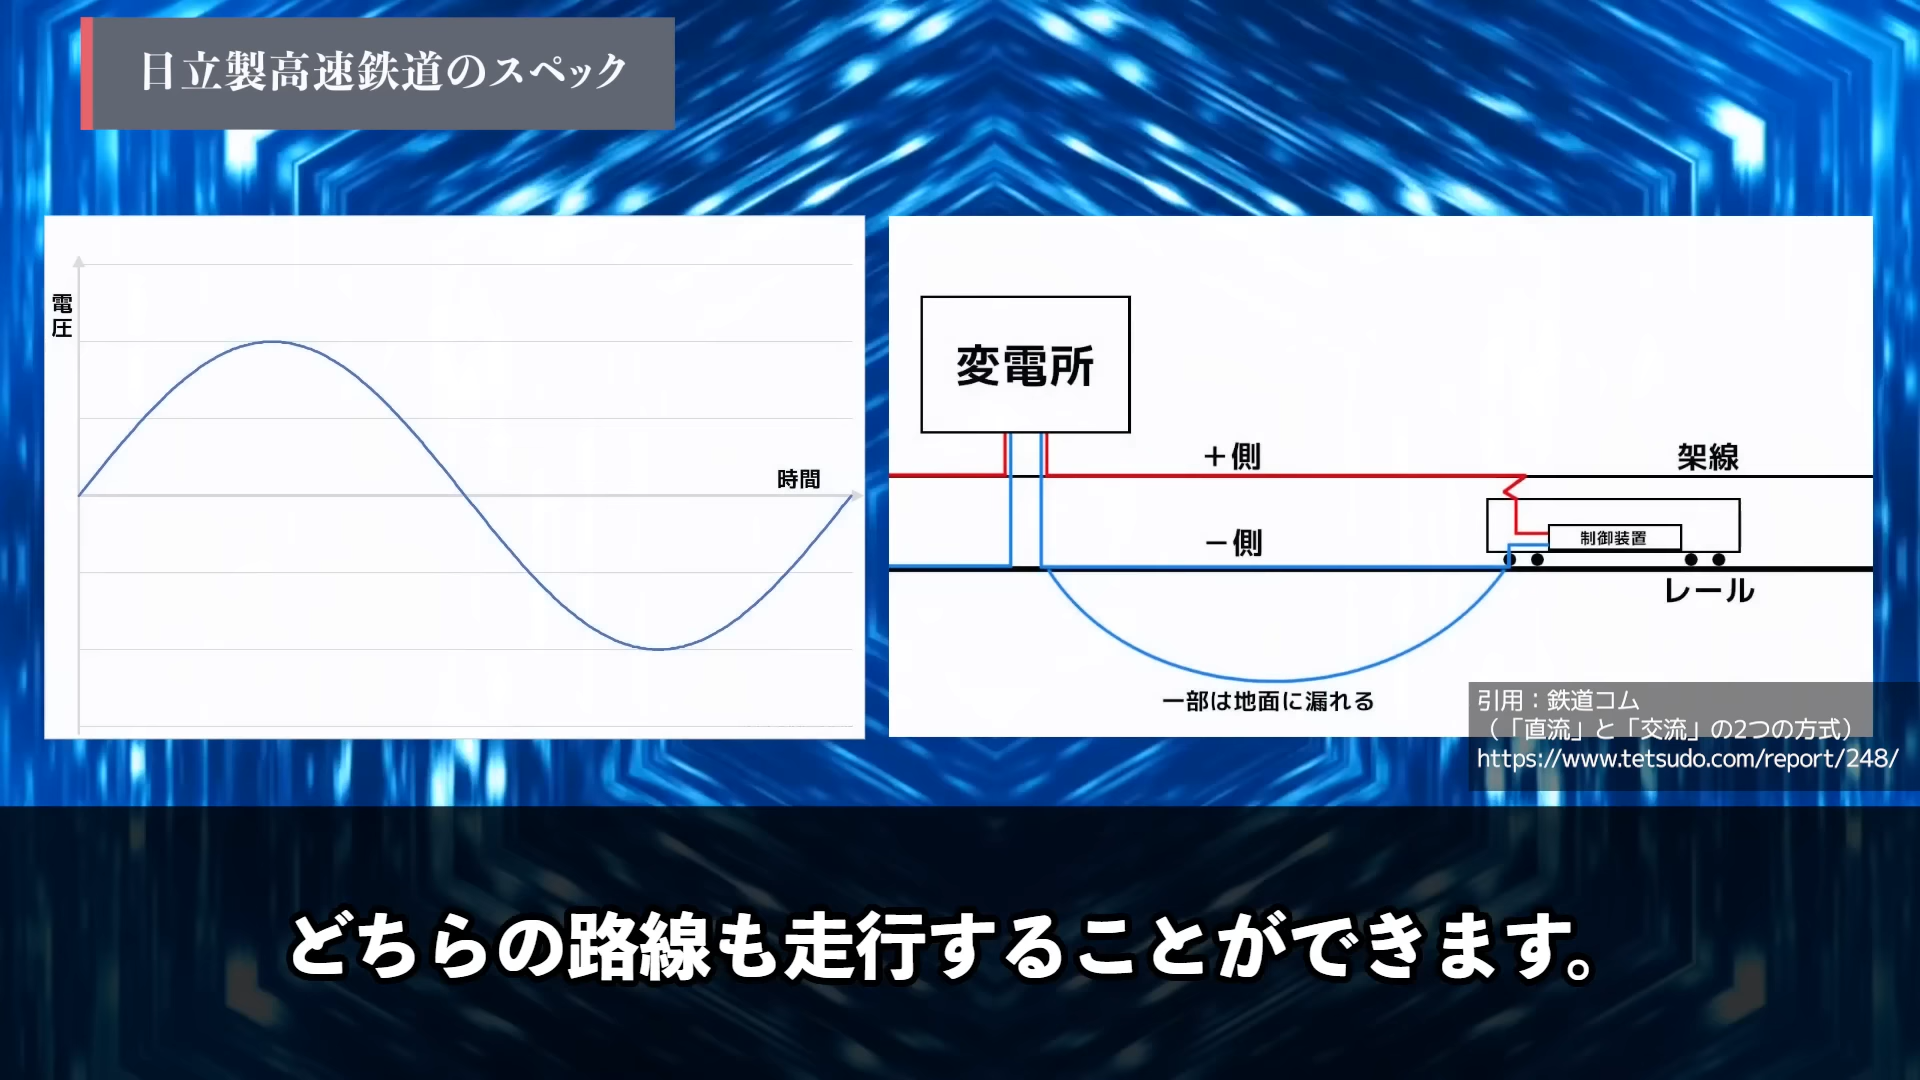 日立製高速鉄道のスペック
電圧
時間
変電所
＋側
架線
－側
制御装置
レール
一部は地面に漏れる
引用：鉄道コム
（「直流」と「交流」の2つの方式）
https://www.tetsudo.com/report/248/
どちらの路線も走行することができます。